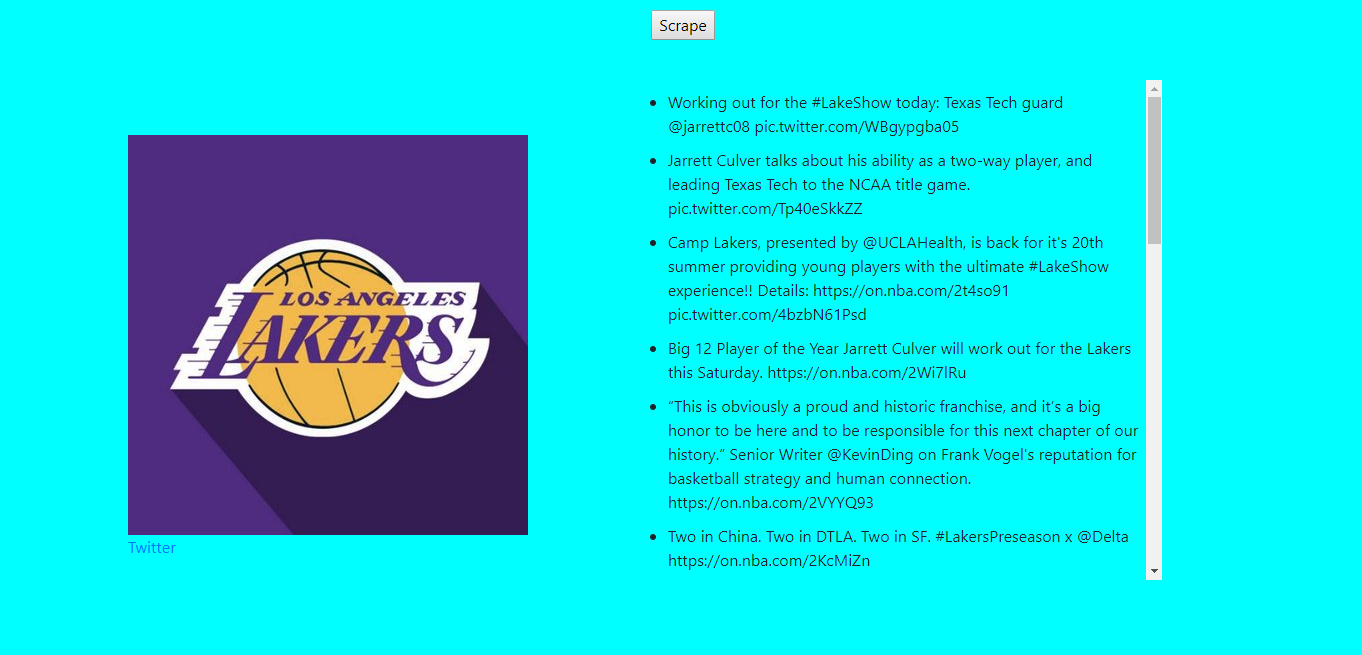 Scrape
LOS ANGELES
LAKERS
Twitter
• Working out for the #LakeShow today: Texas Tech guard
@jarrettc08 pic.twitter.com/WBgypgba05
• Jarrett Culver talks about his ability as a two-way player, and
leading Texas Tech to the NCAA title game.
pic.twitter.com/Tp40eSkkZZ
• Camp Lakers, presented by @UCLAHealth, is back for it's 20th
summer providing young players with the ultimate #LakeShow
experience!! Details: https://on.nba.com/2t4so91
pic.twitter.com/4bzbN61Psd
• Big 12 Player of the Year Jarrett Culver will work out for the Lakers
this Saturday. https://on.nba.com/2Wi7lRu
• “This is obviously a proud and historic franchise, and it’s a big
honor to be here and to be responsible for this next chapter of our
history.” Senior Writer @KevinDing on Frank Vogel's reputation for
basketball strategy and human connection.
https://on.nba.com/2VYYQ93
• Two in China. Two in DTLA. Two in SF. #LakersPreseason x @Delta
https://on.nba.com/2KcMiZn